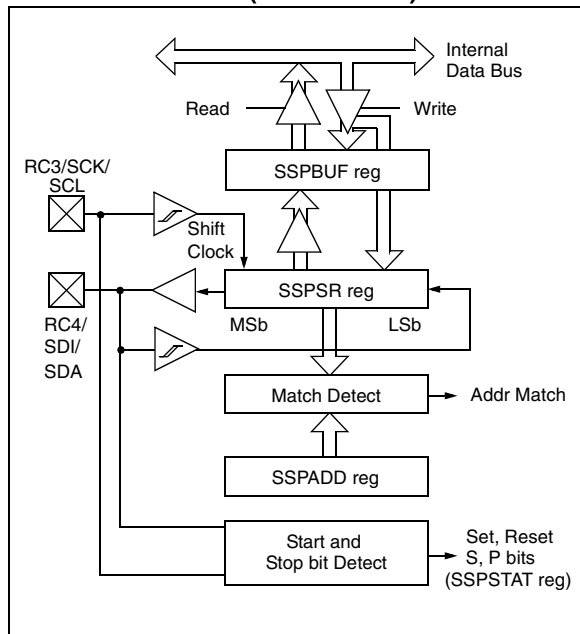 Internal
Data Bus
Read
Write
RC3/SCK/
SCL
SSPBUF reg
Shift
Clock
SSPSR reg
MSb
LSb
RC4/
SDI/
SDA
Match Detect
Addr Match
SSPADD reg
Start and
Stop bit Detect
Set, Reset
S, P bits
(SSPSTAT reg)